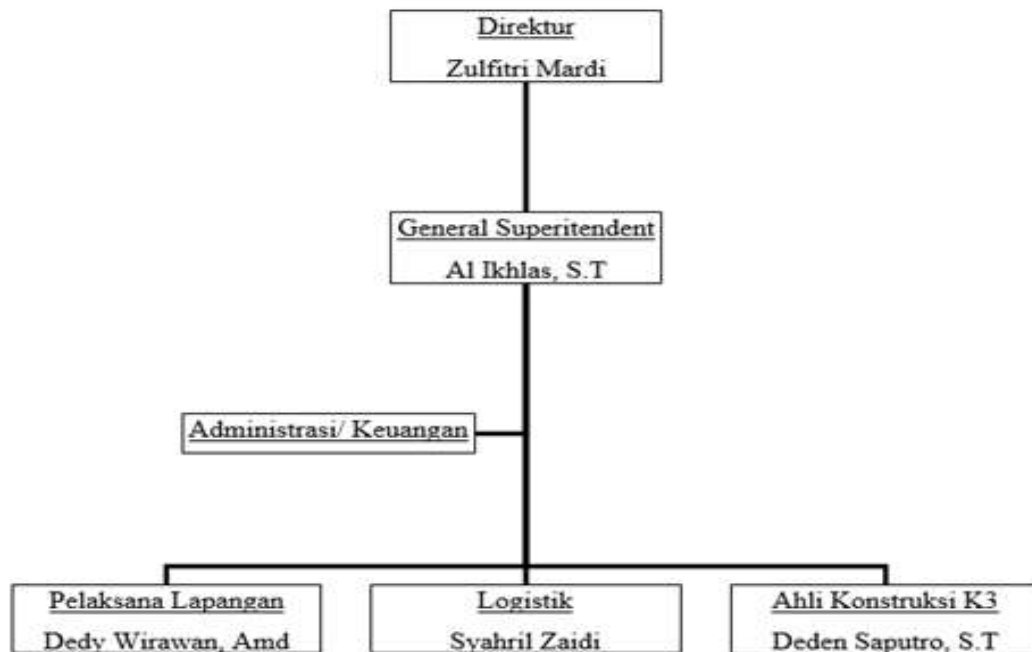 Direktur
Zulfitri Mardi
General Superitendent
Al Ikhlas, S.T
Administrasi/ Keuangan
Pelaksana Lapangan
Dedy Wirawan, Amd
Logistik
Syahril Zaidi
Ahli Konstruksi K3
Deden Saputro, S.T